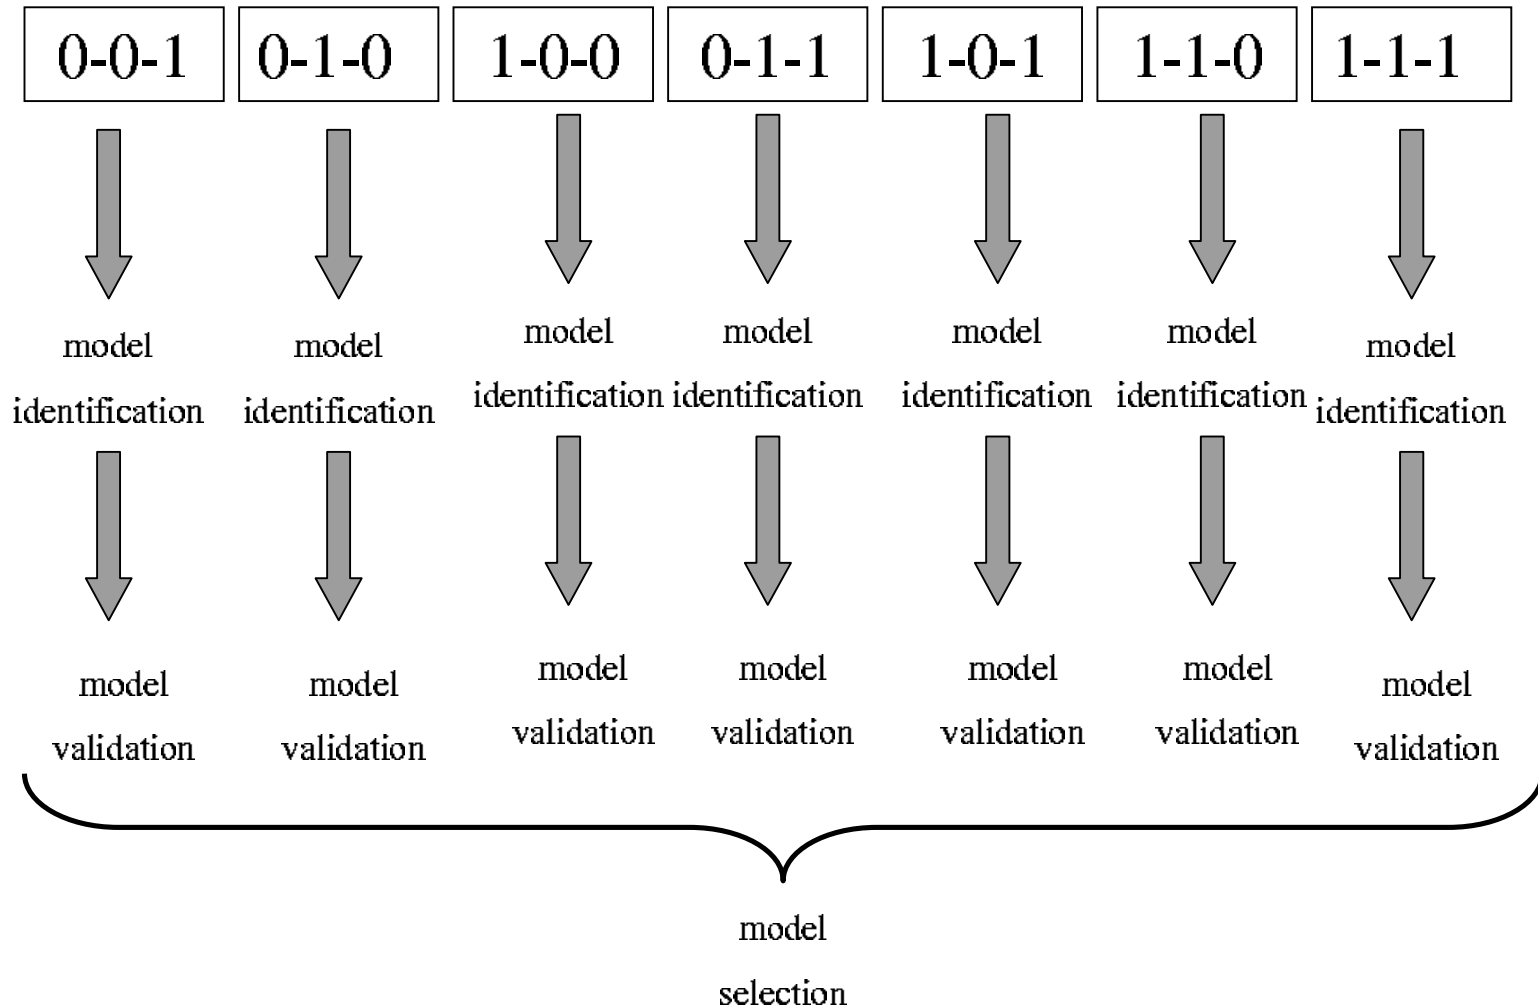 0-0-1 0-1-0 1-0-0 0-1-1 1-0-1 1-1-0 1-1-1
model model model model model model model
identification identification identification identification identification identification identification
model model model model model model model
validation validation validation validation validation validation validation
model
selection